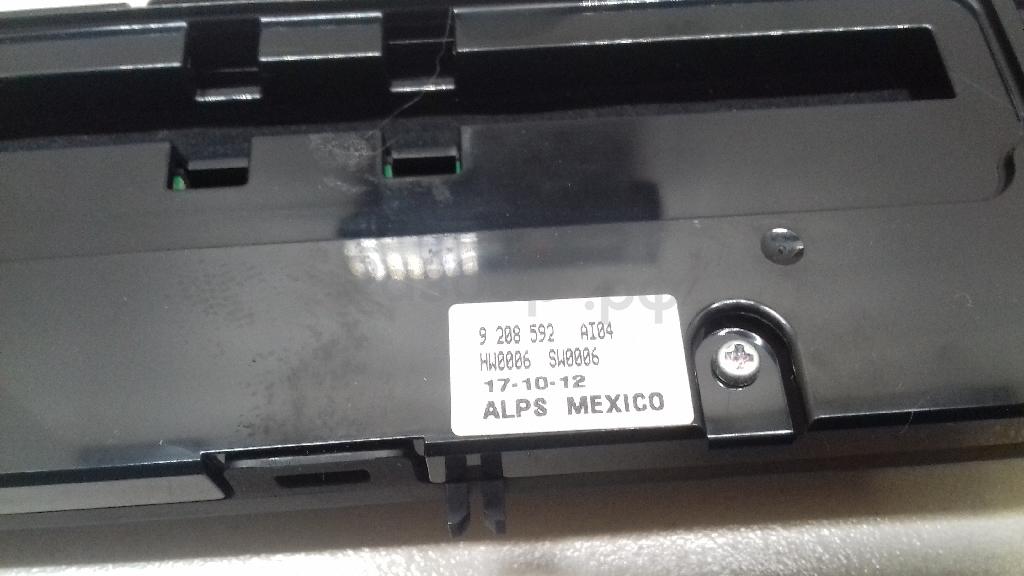 9 208 592 AI04
HW0006 SW0006
17-10-12
ALPS MEXICO